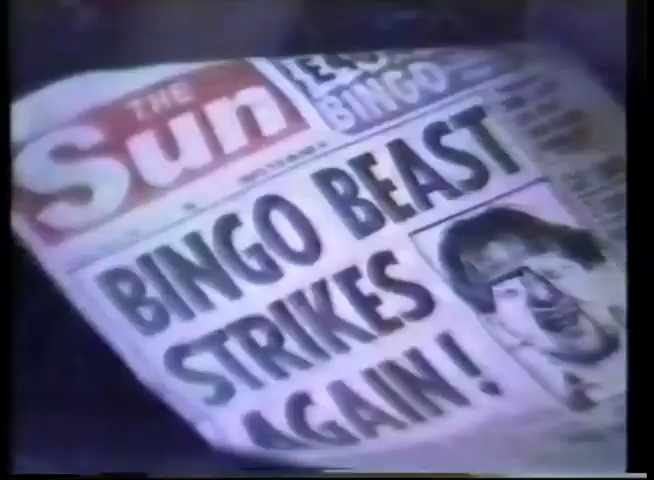 THE
Sun
BINGO
BINGO BEAST
STRIKES
AGAIN!